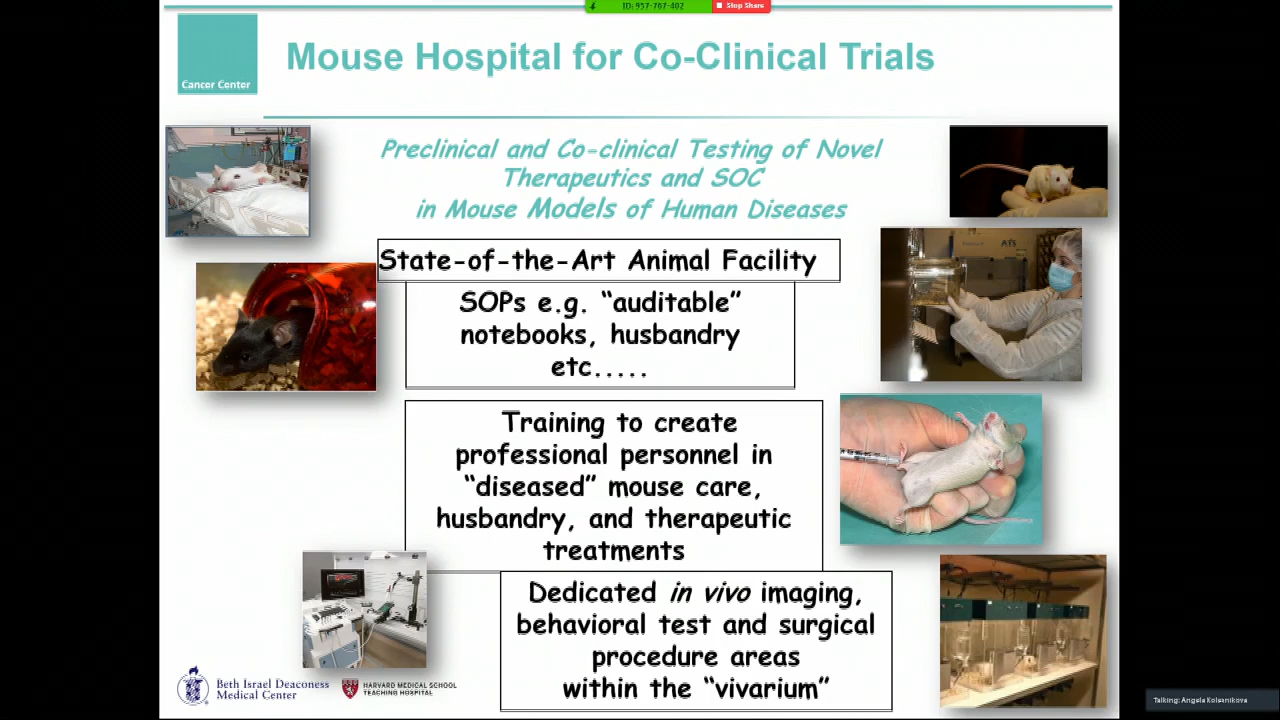 ID: 957-767-402
Stop Share
Mouse Hospital for Co-Clinical Trials
Cancer Center
Preclinical and Co-clinical Testing of Novel
Therapeutics and SOC
in Mouse Models of Human Diseases
State-of-the-Art Animal Facility
SOPs e.g. “auditable”
notebooks, husbandry
etc.....
Training to create
professional personnel in
“diseased” mouse care,
husbandry, and therapeutic
treatments
Dedicated in vivo imaging,
behavioral test and surgical
procedure areas
within the “vivarium”
Beth Israel Deaconess
Medical Center
HARVARD MEDICAL SCHOOL
TEACHING HOSPITAL
Talking: Angela Kolsanikova